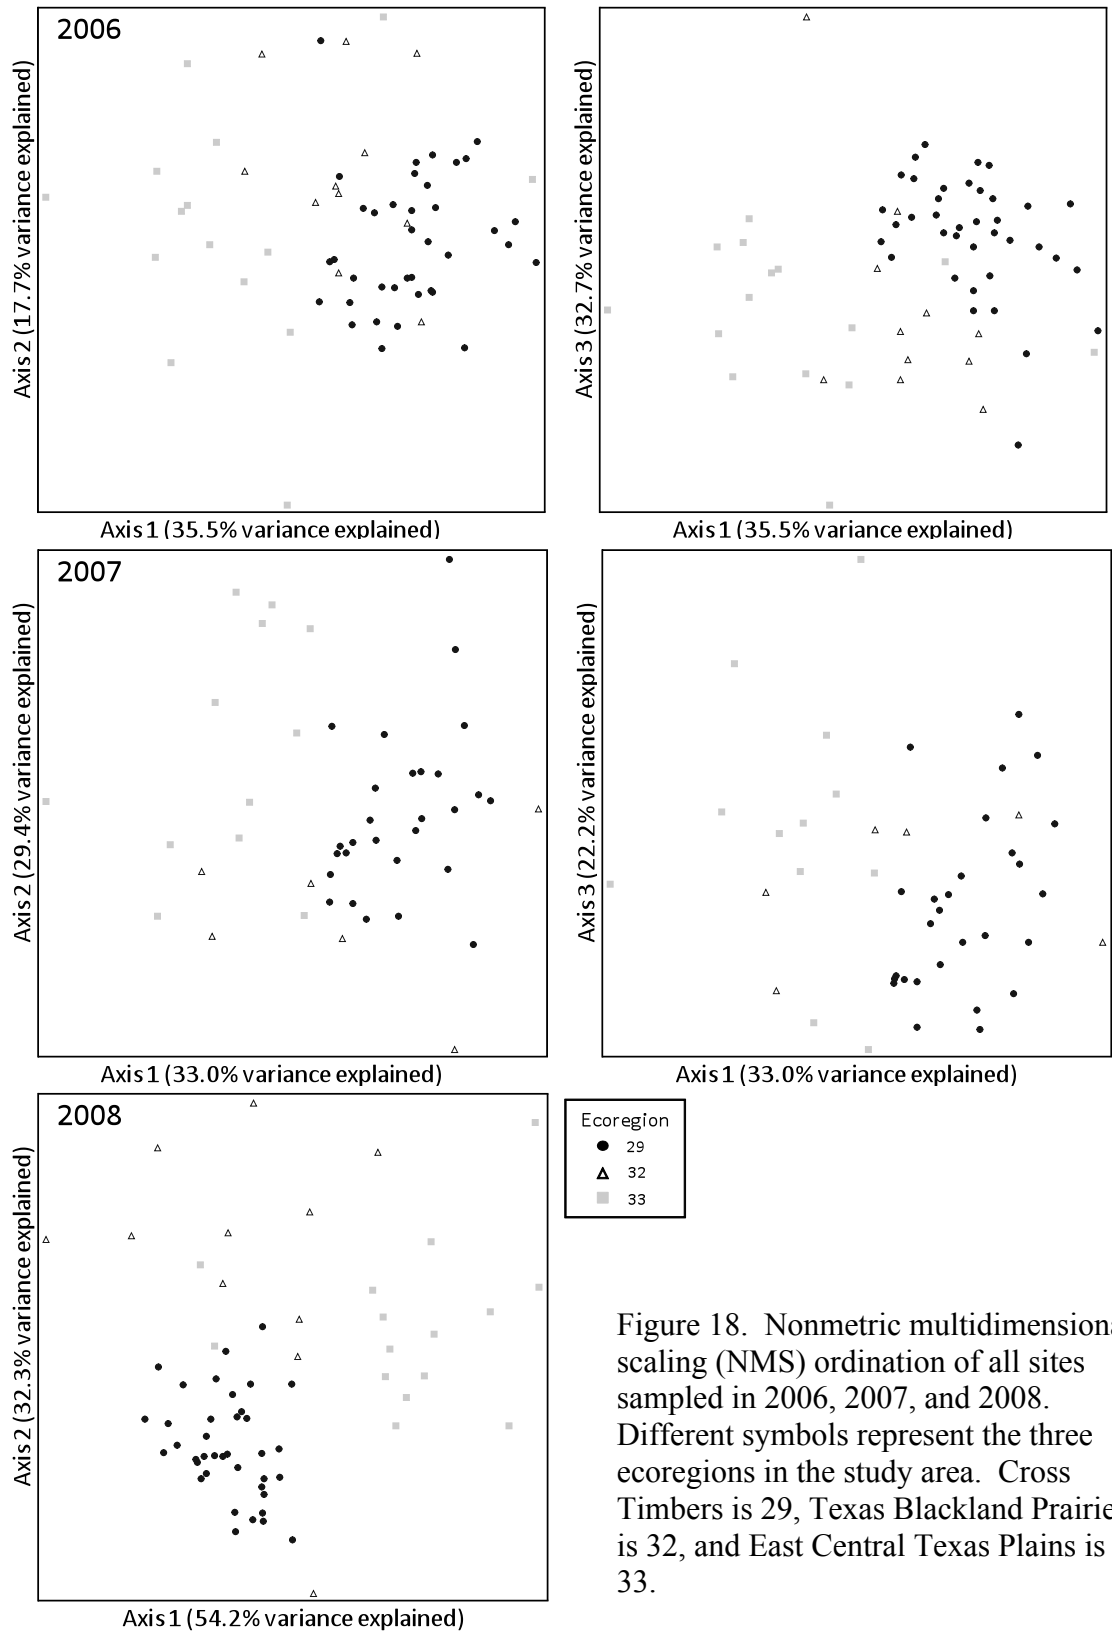 2006
Axis 2 (17.7% variance explained)
Axis 1 (35.5% variance explained)
Axis 3 (32.7% variance explained)
Axis 1 (35.5% variance explained)
2007
Axis 2 (29.4% variance explained)
Axis 1 (33.0% variance explained)
Axis 3 (22.2% variance explained)
Axis 1 (33.0% variance explained)
2008
Axis 2 (32.3% variance explained)
Axis 1 (54.2% variance explained)
Ecoregion
29
32
33
Figure 18. Nonmetric multidimensiona
scaling (NMS) ordination of all sites
sampled in 2006, 2007, and 2008.
Different symbols represent the three
ecoregions in the study area. Cross
Timbers is 29, Texas Blackland Prairie
is 32, and East Central Texas Plains is
33.